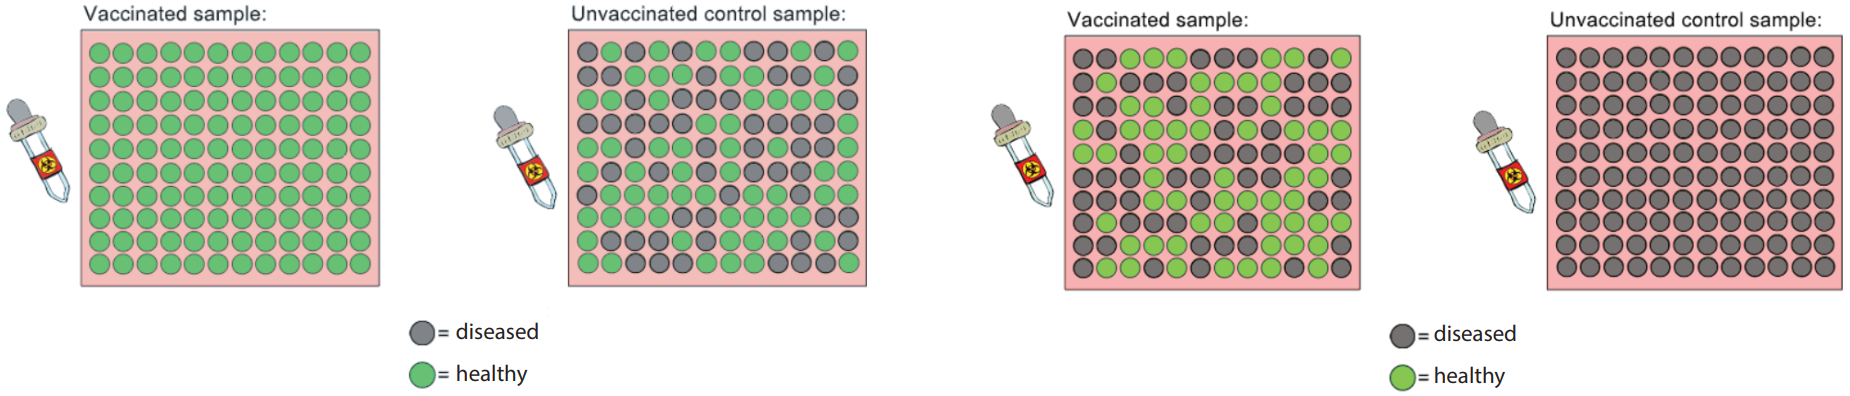 Vaccinated sample:
Unvaccinated control sample:
= diseased
= healthy
Vaccinated sample:
Unvaccinated control sample:
= diseased
= healthy